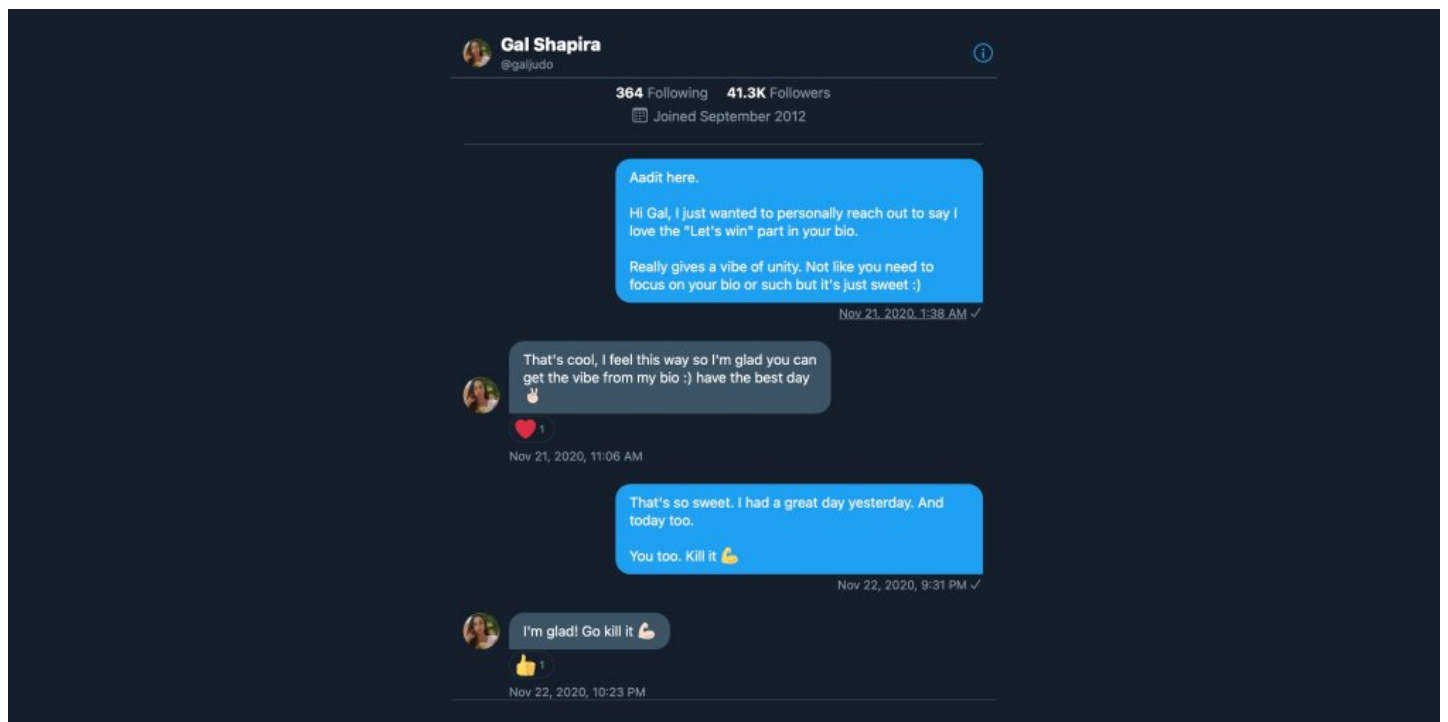 Gal Shapira
@galjudo
364 Following 41.3K Followers
Joined September 2012
Aadit here.
Hi Gal, I just wanted to personally reach out to say I
love the "Let's win" part in your bio.
Really gives a vibe of unity. Not like you need to
focus on your bio or such but it's just sweet :)
Nov 21, 2020, 1:38 AM ✓
That's cool, I feel this way so I'm glad you can
get the vibe from my bio :) have the best day
✌🏻
❤️ 1
Nov 21, 2020, 11:06 AM
That's so sweet. I had a great day yesterday. And
today too.
You too. Kill it 💪
Nov 22, 2020, 9:31 PM ✓
I'm glad! Go kill it 💪🏻
👍 1
Nov 22, 2020, 10:23 PM